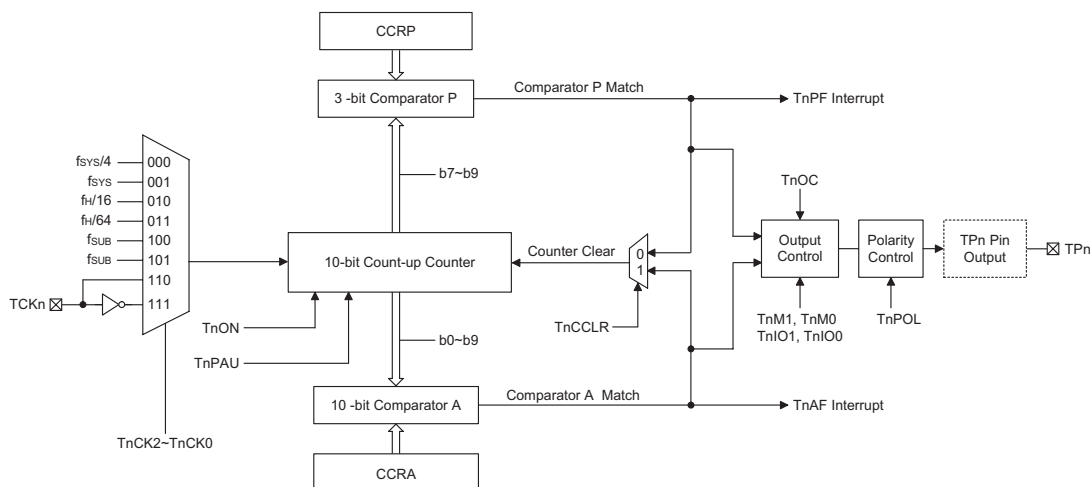 CCRP
3 -bit Comparator P
Comparator P Match
TnPF Interrupt
b7~b9
fSYS/4
000
fSYS
001
fH/16
010
fH/64
011
fSUB
100
fSUB
101
110
111
TCKn
10-bit Count-up Counter
Counter Clear
0
1
TnOC
Output
Control
Polarity
Control
TPn Pin
Output
TPn
TnON
TnPAU
b0~b9
TnCCLR
TnM1, TnM0
TnIO1, TnIO0
TnPOL
10 -bit Comparator A
Comparator A Match
TnAF Interrupt
TnCK2~TnCK0
CCRA